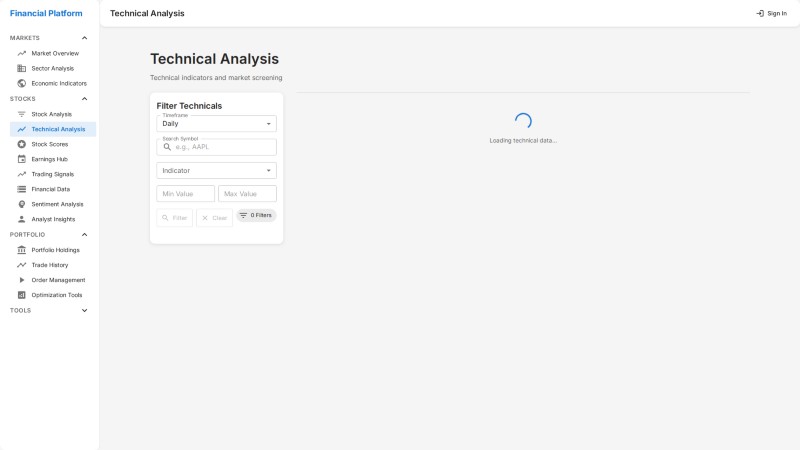 Financial Platform
Technical Analysis
Sign In
MARKETS
Market Overview
Sector Analysis
Economic Indicators
STOCKS
Stock Analysis
Technical Analysis
Stock Scores
Earnings Hub
Trading Signals
Financial Data
Sentiment Analysis
Analyst Insights
PORTFOLIO
Portfolio Holdings
Trade History
Order Management
Optimization Tools
TOOLS
Technical Analysis
Technical indicators and market screening
Filter Technicals
Timeframe
Daily
Search Symbol
e.g., AAPL
Indicator
Min Value
Max Value
Filter
Clear
0 Filters
Loading technical data...